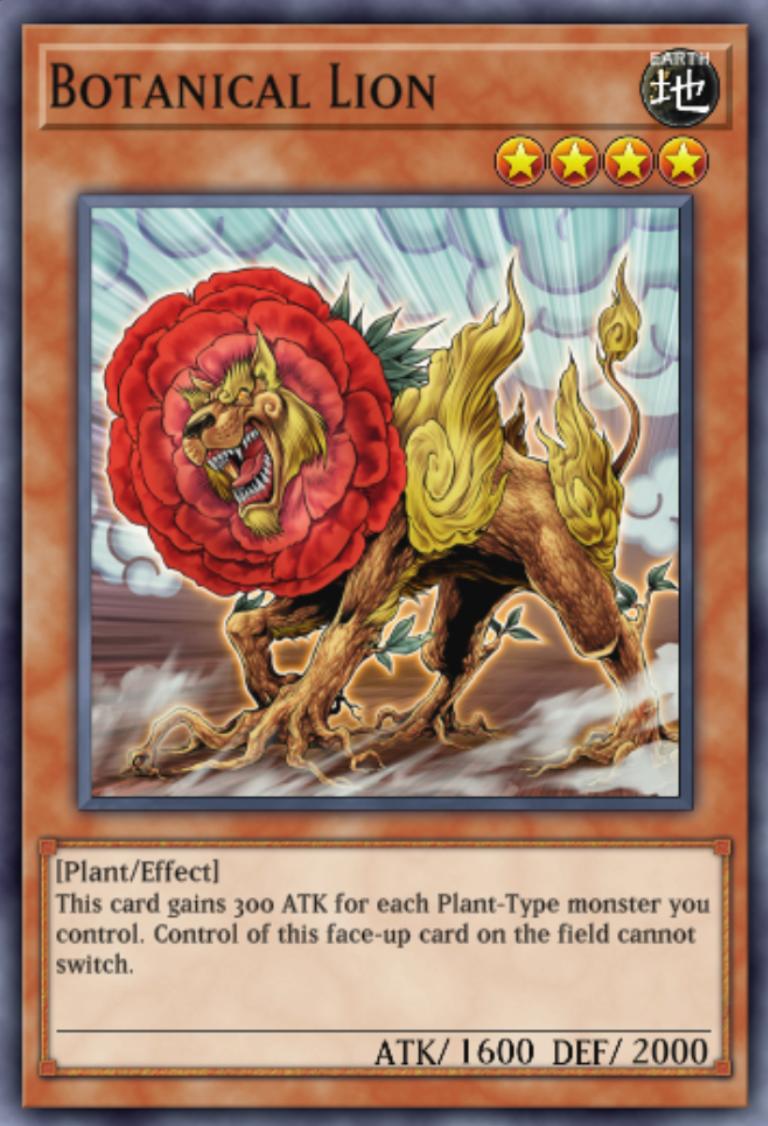 Botanical Lion
EARTH
地
[Plant/Effect]
This card gains 300 ATK for each Plant-Type monster you
control. Control of this face-up card on the field cannot
switch.
ATK/ 1600 DEF/ 2000